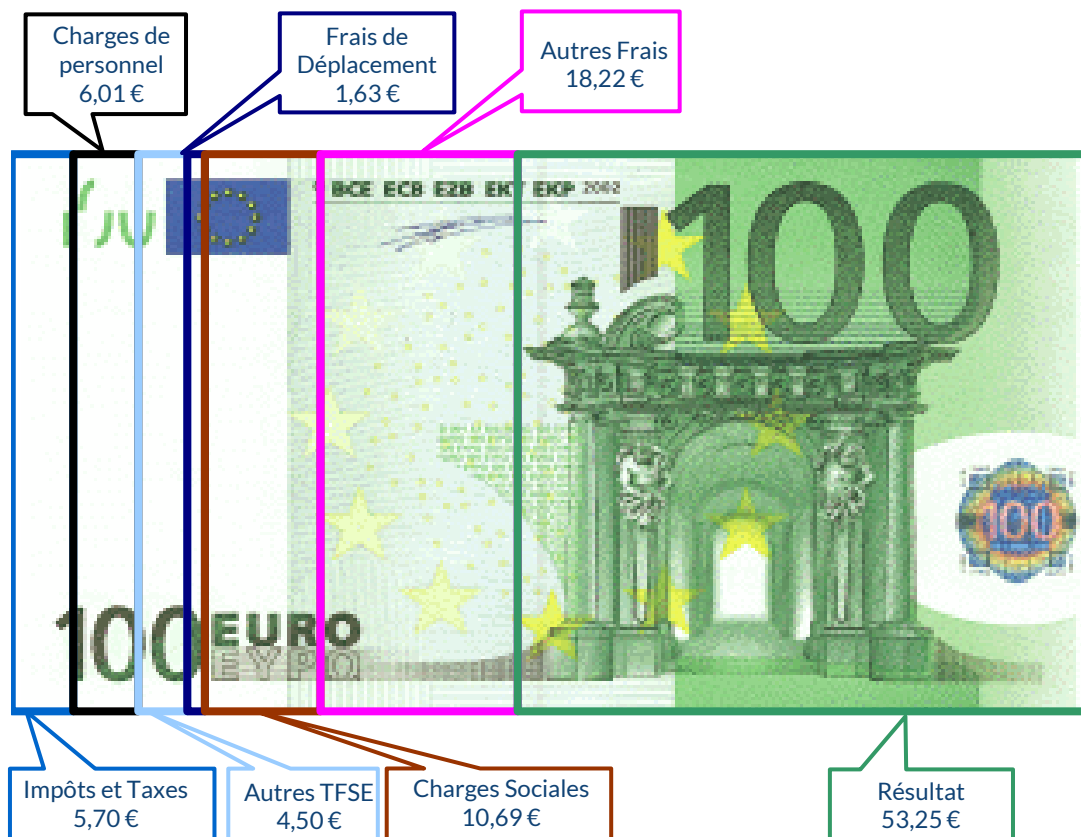 Charges de
personnel
6,01 €
Frais de
Déplacement
1,63 €
Autres Frais
18,22 €
BCE ECB EZB EKT EKP 2002
100
100
100 EURO
ΕΥΡΩ
Impôts et Taxes
5,70 €
Autres TFSE
4,50 €
Charges Sociales
10,69 €
Résultat
53,25 €